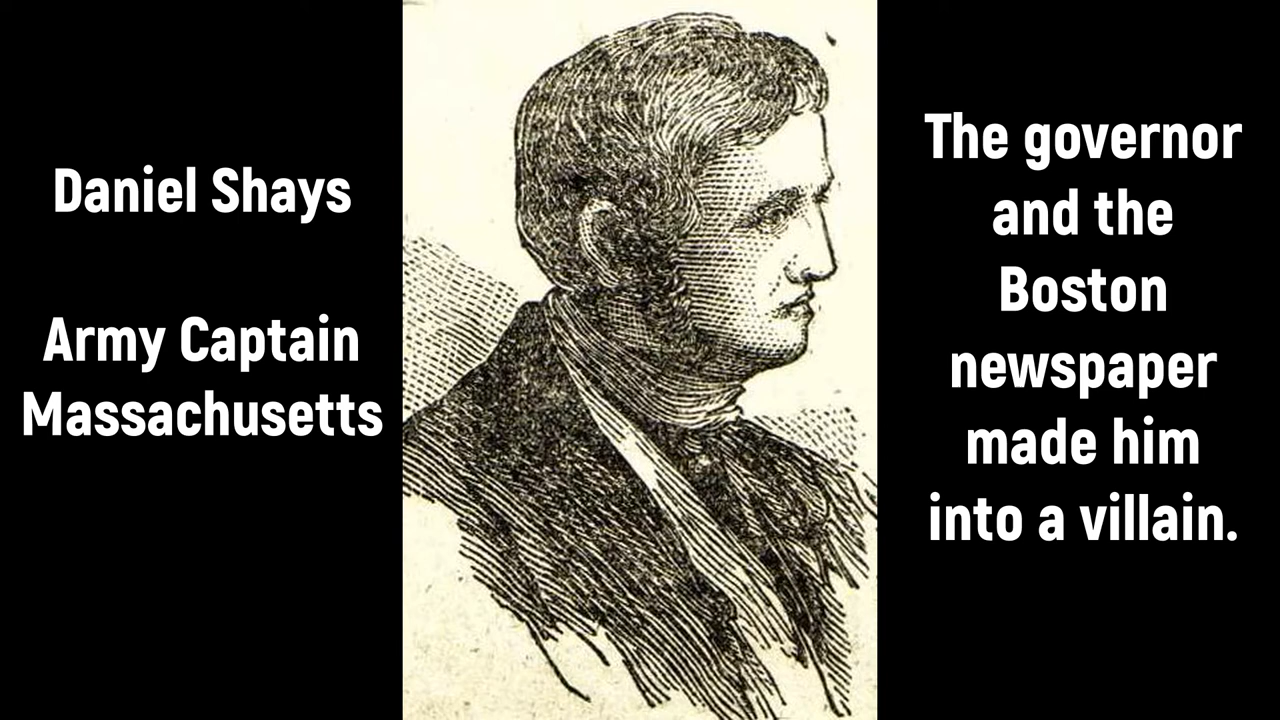 Daniel Shays
Army Captain
Massachusetts
The governor
and the
Boston
newspaper
made him
into a villain.